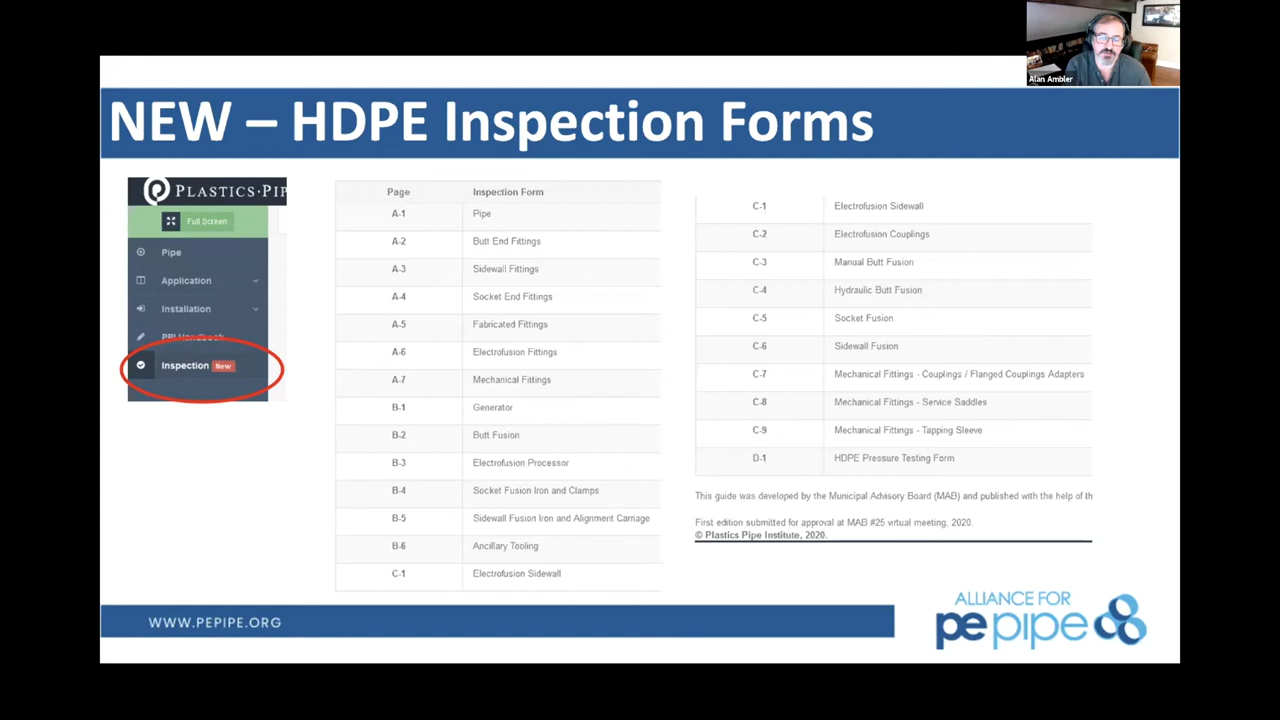 Alan Ambler
NEW – HDPE Inspection Forms
PLASTICS·PIP
Full Screen
Pipe
Application
Installation
PPI Handbook
Inspection New
Page Inspection Form
A-1 Pipe
A-2 Butt End Fittings
A-3 Sidewall Fittings
A-4 Socket End Fittings
A-5 Fabricated Fittings
A-6 Electrofusion Fittings
A-7 Mechanical Fittings
B-1 Generator
B-2 Butt Fusion
B-3 Electrofusion Processor
B-4 Socket Fusion Iron and Clamps
B-5 Sidewall Fusion Iron and Alignment Carriage
B-6 Ancillary Tooling
C-1 Electrofusion Sidewall
C-1 Electrofusion Sidewall
C-2 Electrofusion Couplings
C-3 Manual Butt Fusion
C-4 Hydraulic Butt Fusion
C-5 Socket Fusion
C-6 Sidewall Fusion
C-7 Mechanical Fittings - Couplings / Flanged Couplings Adapters
C-8 Mechanical Fittings - Service Saddles
C-9 Mechanical Fittings - Tapping Sleeve
D-1 HDPE Pressure Testing Form
This guide was developed by the Municipal Advisory Board (MAB) and published with the help of th
First edition submitted for approval at MAB #25 virtual meeting, 2020.
© Plastics Pipe Institute, 2020.
WWW.PEPIPE.ORG
ALLIANCE FOR
pepipe